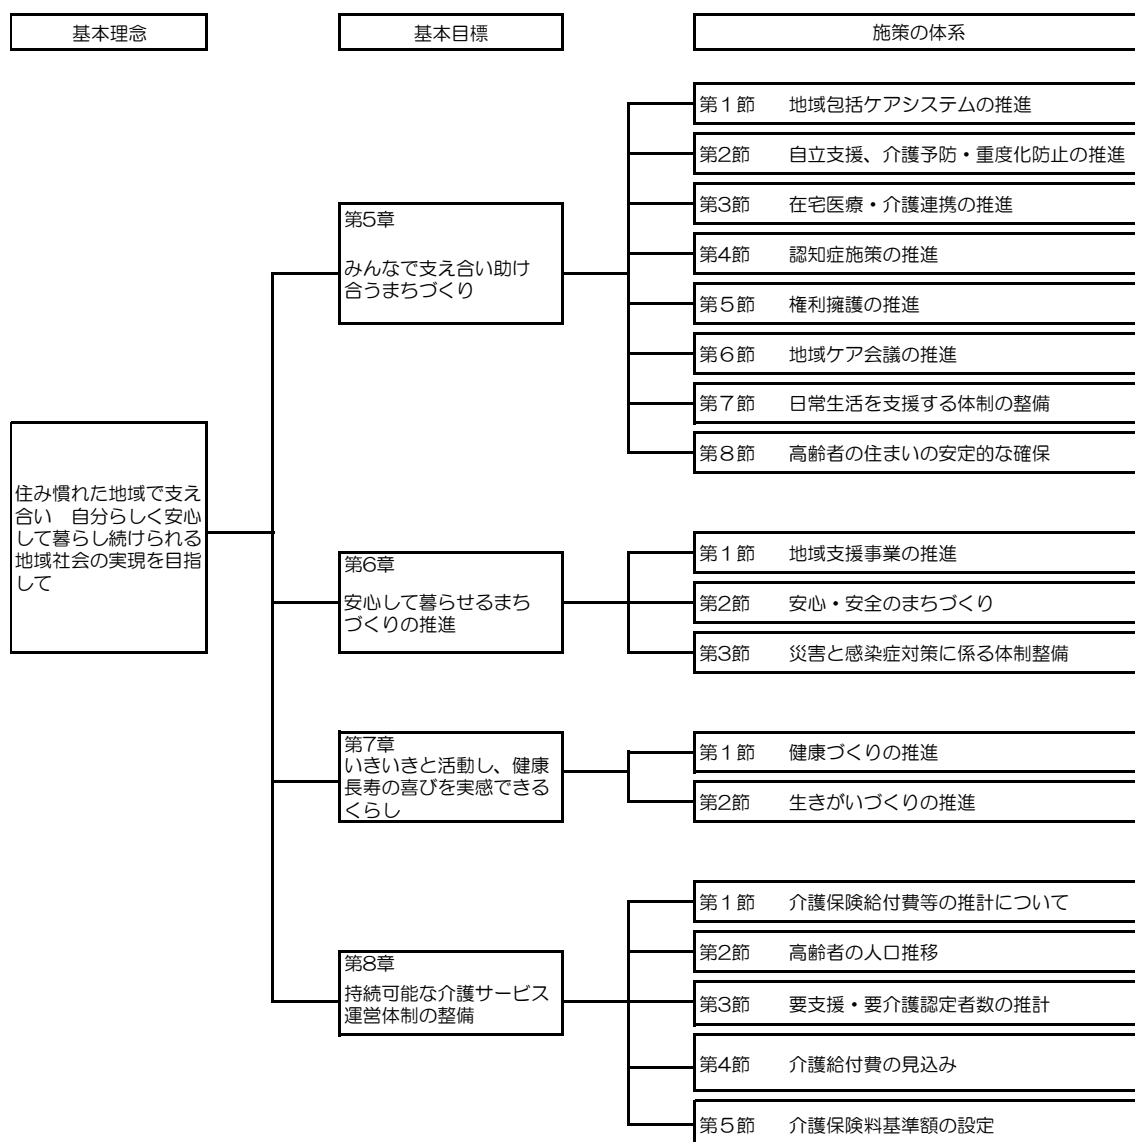 基本理念
基本目標
施策の体系
住み慣れた地域で支え
合い　自分らしく安心
して暮らし続けられる
地域社会の実現を目指
して
第5章
みんなで支え合い助け
合うまちづくり
第１節　地域包括ケアシステムの推進
第2節　自立支援、介護予防・重度化防止の推進
第3節　在宅医療・介護連携の推進
第4節　認知症施策の推進
第５節　権利擁護の推進
第６節　地域ケア会議の推進
第７節　日常生活を支援する体制の整備
第８節　高齢者の住まいの安定的な確保
第6章
安心して暮らせるまち
づくりの推進
第１節　地域支援事業の推進
第2節　安心・安全のまちづくり
第3節　災害と感染症対策に係る体制整備
第7章
いきいきと活動し、健康
長寿の喜びを実感できる
くらし
第１節　健康づくりの推進
第2節　生きがいづくりの推進
第8章
持続可能な介護サービス
運営体制の整備
第１節　介護保険給付費等の推計について
第2節　高齢者の人口推移
第3節　要支援・要介護認定者数の推計
第4節　介護給付費の見込み
第５節　介護保険料基準額の設定